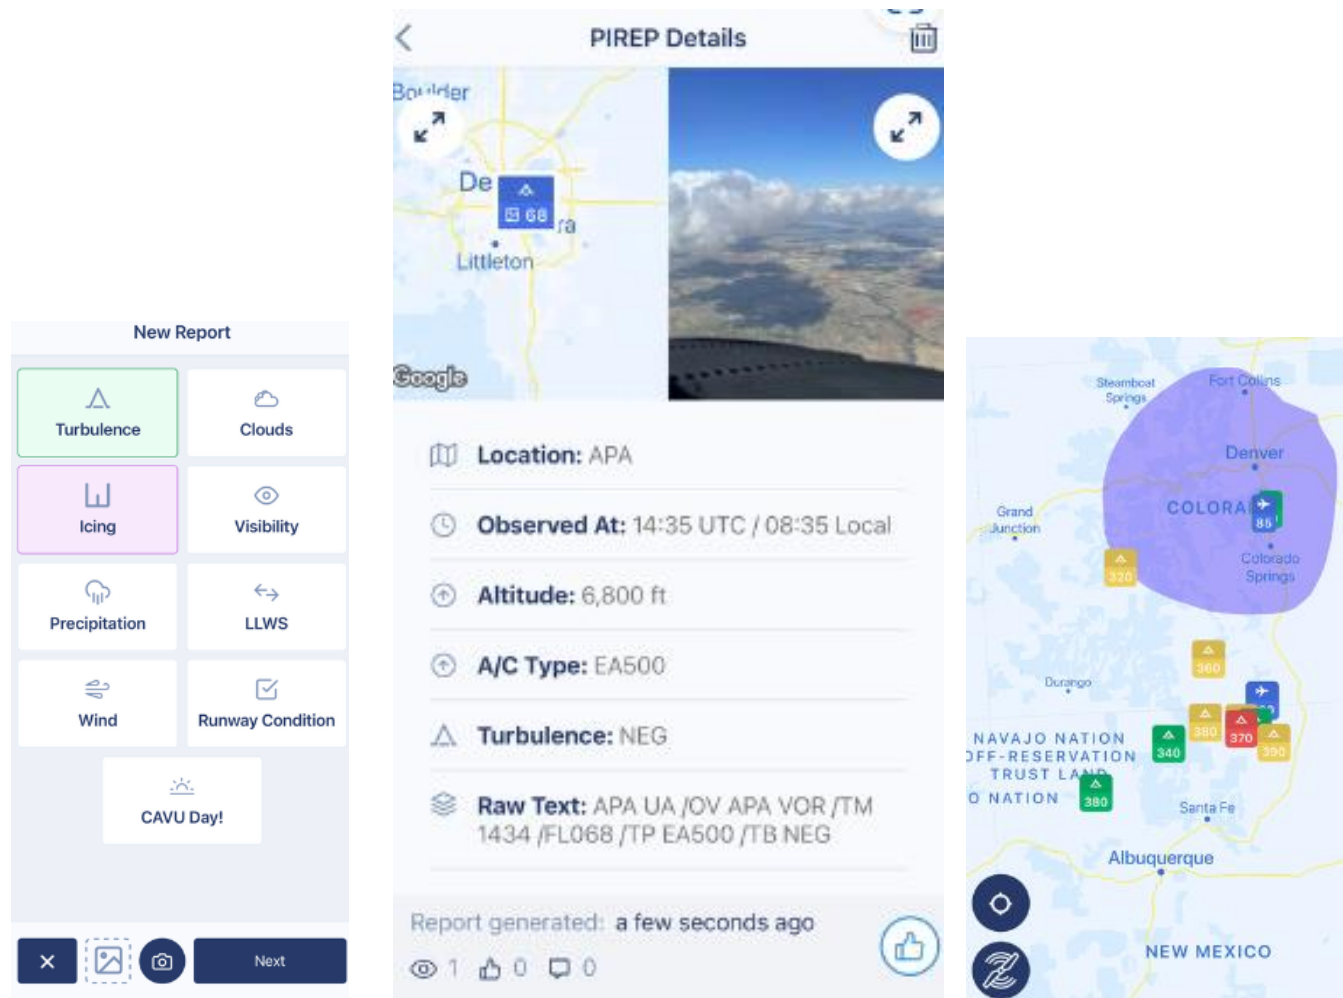 New Report
Turbulence
Clouds
Icing
Visibility
Precipitation
LLWS
Wind
Runway Condition
CAVU Day!
Next
PIREP Details
Boulder
De
68
ra
Littleton
Google
Location: APA
Observed At: 14:35 UTC / 08:35 Local
Altitude: 6,800 ft
A/C Type: EA500
Turbulence: NEG
Raw Text: APA UA /OV APA VOR /TM
1434 /FL068 /TP EA500 /TB NEG
Report generated: a few seconds ago
1 0 0
Steamboat
Springs
Fort Collins
Denver
COLORA
85
Grand
Junction
Colorado
Springs
320
360
Durango
380
370
390
340
NAVAJO NATION
OFF-RESERVATION
TRUST LAND
O NATION
380
Santa Fe
Albuquerque
NEW MEXICO